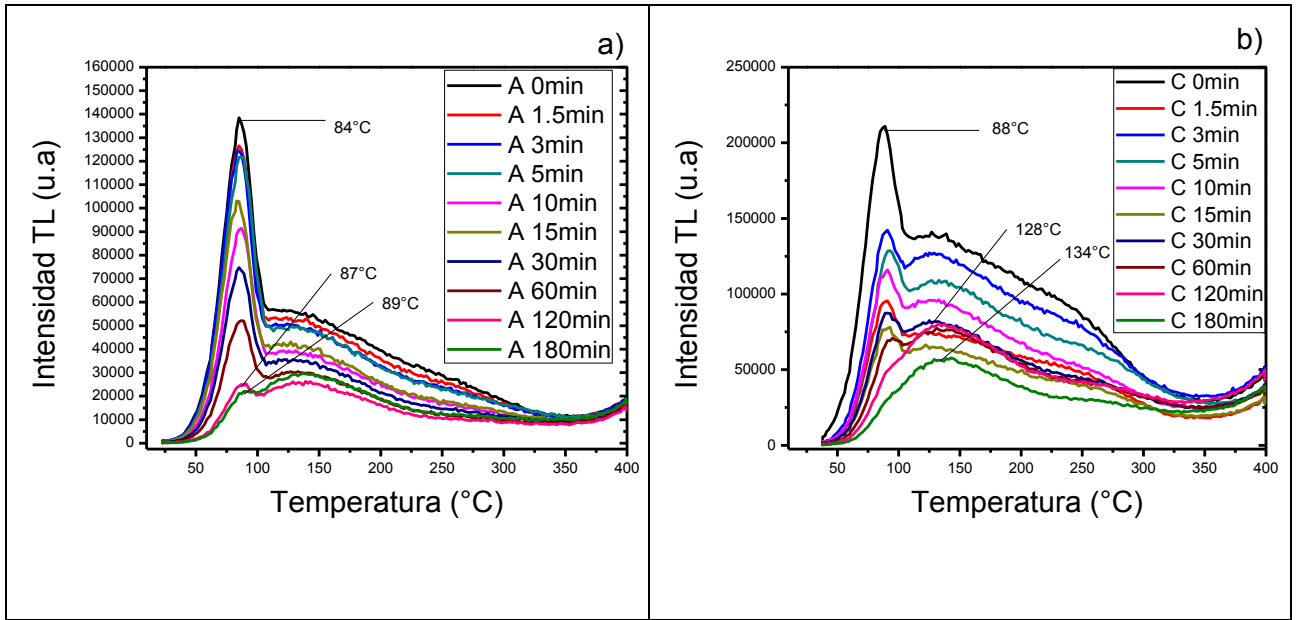 a)
160000
150000
140000
130000
120000
110000
100000
90000
80000
70000
60000
50000
40000
30000
20000
10000
0
50
100
150
200
250
300
350
400
Intensidad TL (u.a)
Temperatura (°C)
A 0min
A 1.5min
A 3min
A 5min
A 10min
A 15min
A 30min
A 60min
A 120min
A 180min
84°C
87°C
89°C
b)
250000
200000
150000
100000
50000
0
50
100
150
200
250
300
350
400
Intensidad TL (u.a)
Temperatura (°C)
C 0min
C 1.5min
C 3min
C 5min
C 10min
C 15min
C 30min
C 60min
C 120min
C 180min
88°C
128°C
134°C